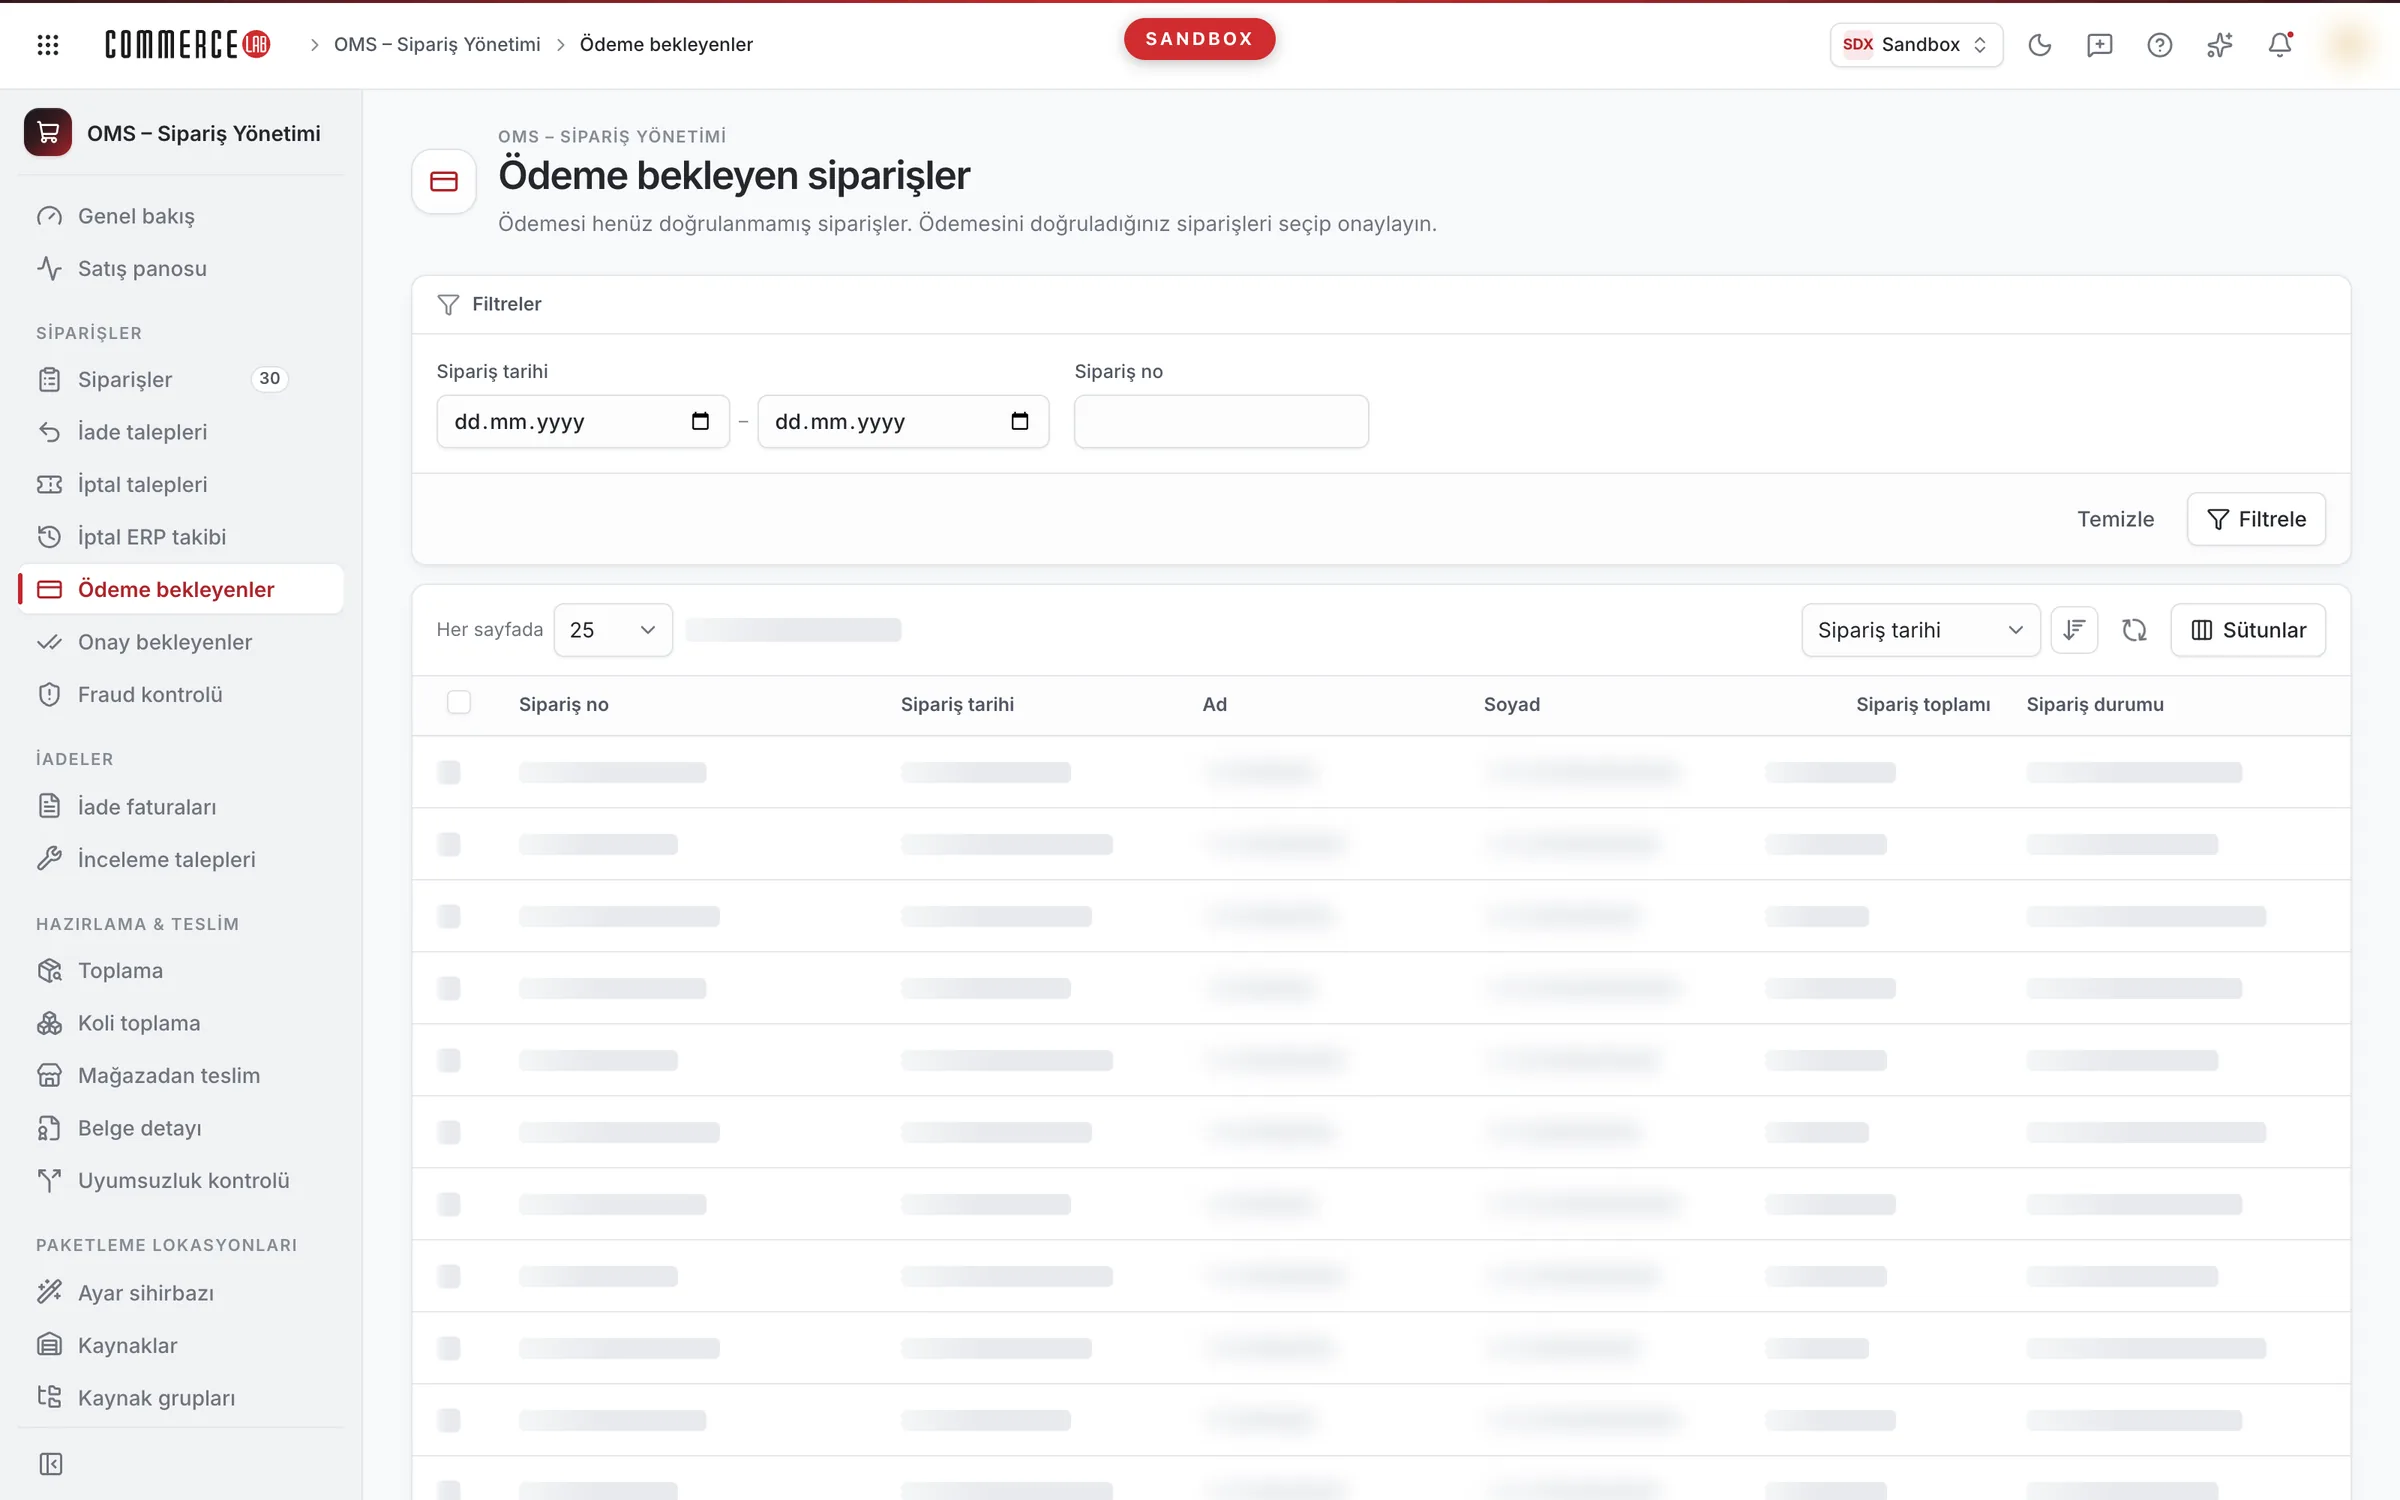 COMMERCE LAB
OMS – Sipariş Yönetimi
Ödeme bekleyenler
SANDBOX
SDX Sandbox
OMS – Sipariş Yönetimi
Genel bakış
Satış panosu
SİPARİŞLER
Siparişler 30
İade talepleri
İptal talepleri
İptal ERP takibi
Ödeme bekleyenler
Onay bekleyenler
Fraud kontrolü
İADELER
İade faturaları
İnceleme talepleri
HAZIRLAMA & TESLİM
Toplama
Koli toplama
Mağazadan teslim
Belge detayı
Uyumsuzluk kontrolü
PAKETLEME LOKASYONLARI
Ayar sihirbazı
Kaynaklar
Kaynak grupları
OMS – SİPARİŞ YÖNETİMİ
Ödeme bekleyen siparişler
Ödemesi henüz doğrulanmamış siparişler. Ödemesini doğruladığınız siparişleri seçip onaylayın.
Filtreler
Sipariş tarihi Sipariş no
dd.mm.yyyy – dd.mm.yyyy
Temizle Filtrele
Her sayfada 25 Sipariş tarihi Sütunlar
Sipariş no Sipariş tarihi Ad Soyad Sipariş toplamı Sipariş durumu